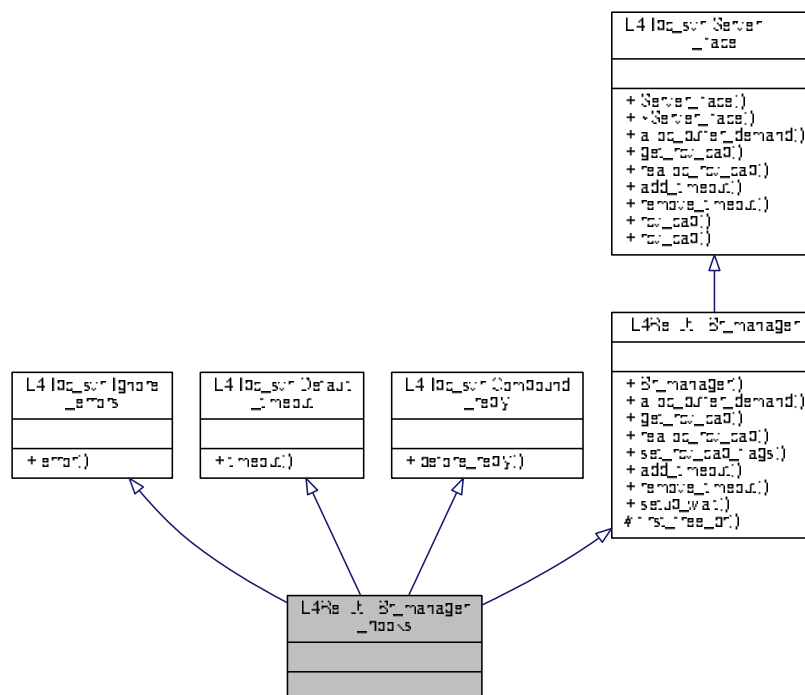 L4::Ipc_svr::Server
_iface
+ Server_iface()
+ ~Server_iface()
+ alloc_buffer_demand()
+ get_rcv_cap()
+ realloc_rcv_cap()
+ add_timeout()
+ remove_timeout()
+ rcv_cap()
+ rcv_cap()
L4Re::Util::Br_manager
+ Br_manager()
+ alloc_buffer_demand()
+ get_rcv_cap()
+ realloc_rcv_cap()
+ set_rcv_cap_flags()
+ add_timeout()
+ remove_timeout()
+ setup_wait()
# first_free_br()
L4::Ipc_svr::Ignore
_errors
+ error()
L4::Ipc_svr::Default
_timeout
+ timeout()
L4::Ipc_svr::Compound
_reply
+ before_reply()
L4Re::Util::Br_manager
_hooks